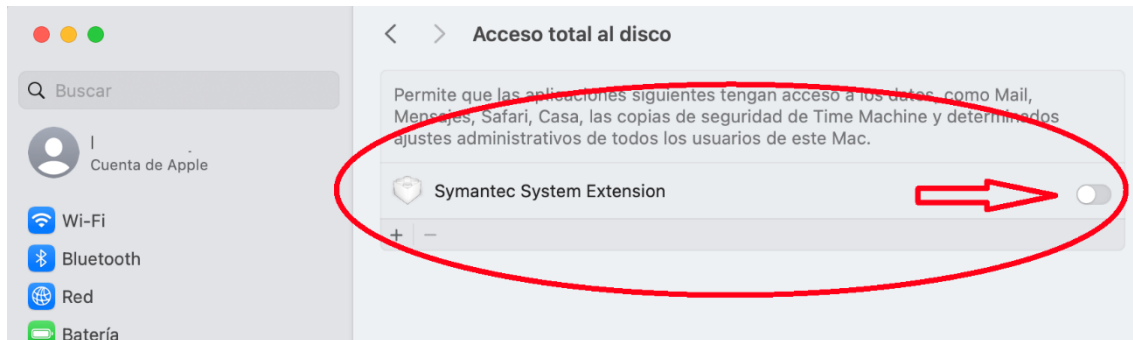 Acceso total al disco
Buscar
Cuenta de Apple
Wi-Fi
Bluetooth
Red
Batería
Permite que las aplicaciones siguientes tengan acceso a los datos, como Mail,
Mensajes, Safari, Casa, las copias de seguridad de Time Machine y determinados
ajustes administrativos de todos los usuarios de este Mac.
Symantec System Extension